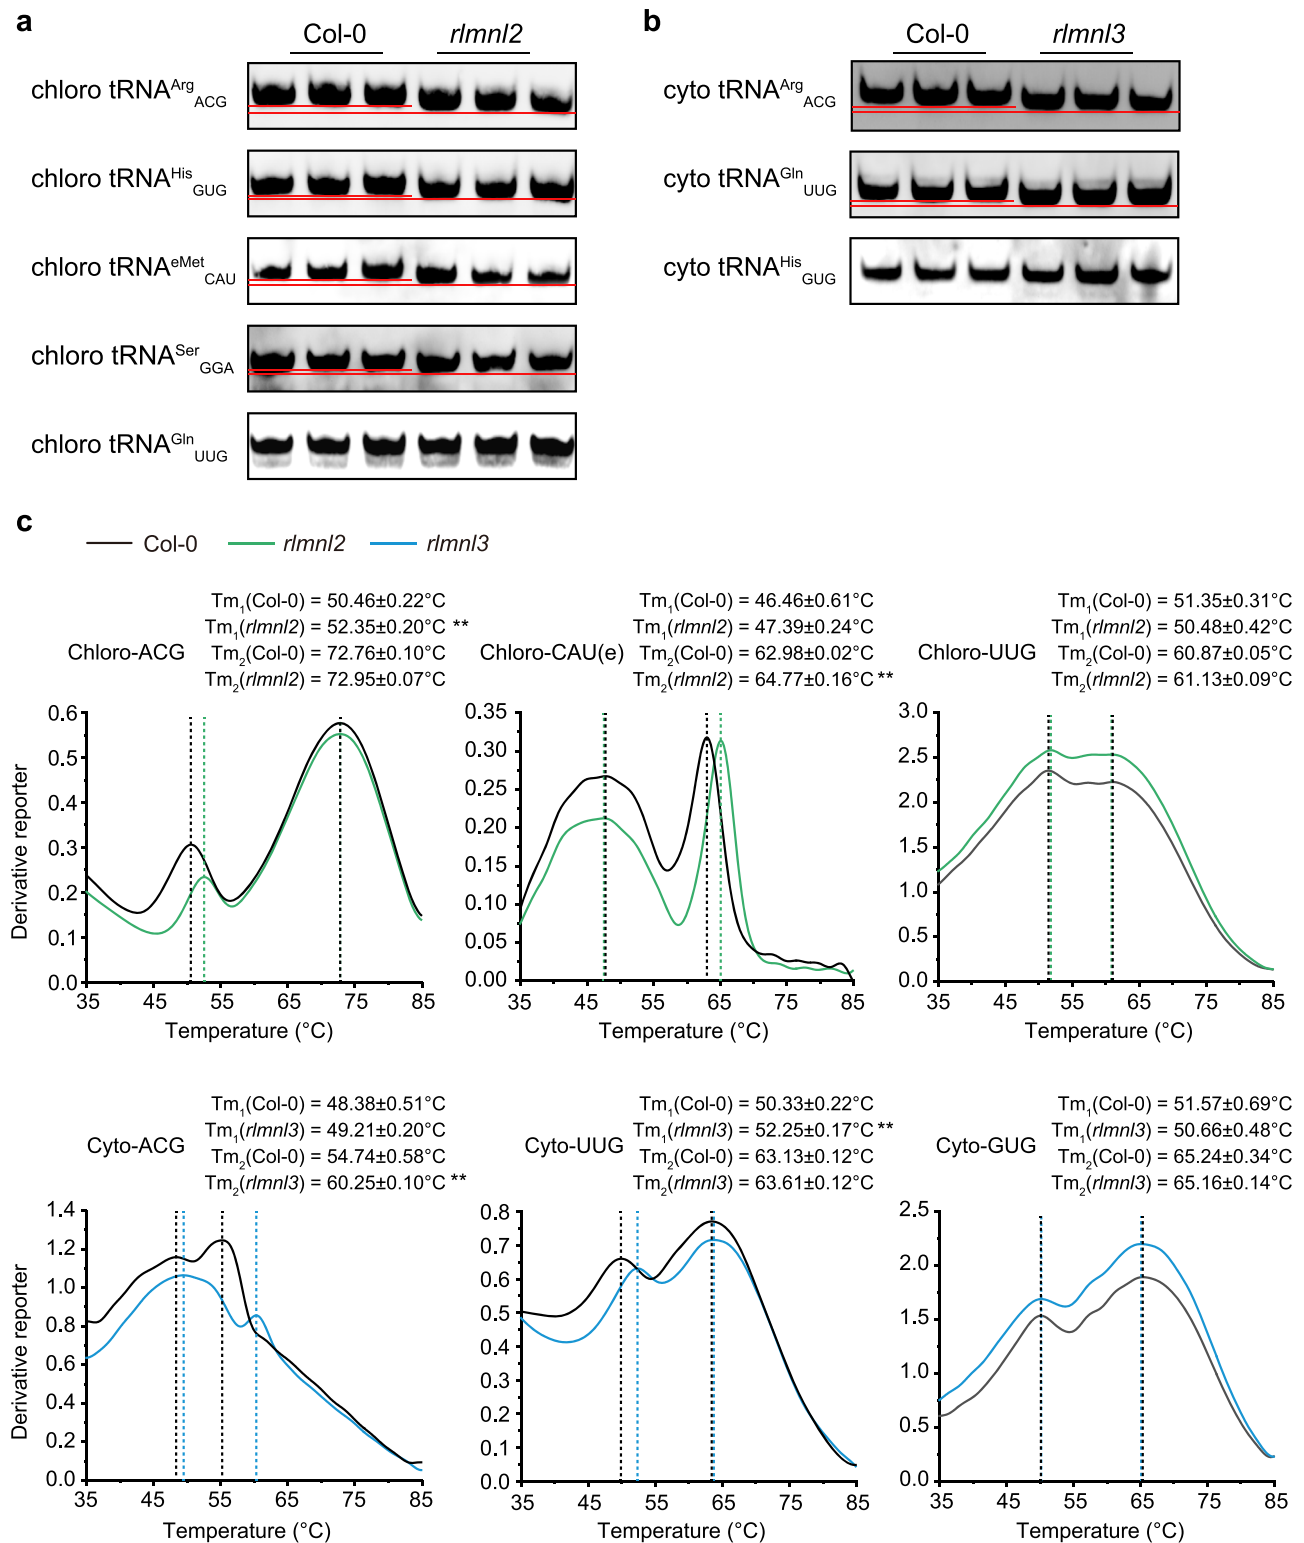 a
Col-0 rlmnl2
chloro tRNA^Arg_ACG
chloro tRNA^His_GUG
chloro tRNA^eMet_CAU
chloro tRNA^Ser_GGA
chloro tRNA^Gln_UUG
b
Col-0 rlmnl3
cyto tRNA^Arg_ACG
cyto tRNA^Gln_UUG
cyto tRNA^His_GUG
c
Col-0 rlmnl2 rlmnl3
Chloro-ACG
Tm₁(Col-0) = 50.46±0.22°C
Tm₁(rlmnl2) = 52.35±0.20°C **
Tm₂(Col-0) = 72.76±0.10°C
Tm₂(rlmnl2) = 72.95±0.07°C
Derivative reporter
0.6
0.5
0.4
0.3
0.2
0.1
0.0
35 45 55 65 75 85
Temperature (°C)
Chloro-CAU(e)
Tm₁(Col-0) = 46.46±0.61°C
Tm₁(rlmnl2) = 47.39±0.24°C
Tm₂(Col-0) = 62.98±0.02°C
Tm₂(rlmnl2) = 64.77±0.16°C **
0.35
0.30
0.25
0.20
0.15
0.10
0.05
0.00
35 45 55 65 75 85
Temperature (°C)
Chloro-UUG
Tm₁(Col-0) = 51.35±0.31°C
Tm₁(rlmnl2) = 50.48±0.42°C
Tm₂(Col-0) = 60.87±0.05°C
Tm₂(rlmnl2) = 61.13±0.09°C
3.0
2.5
2.0
1.5
1.0
0.5
0.0
35 45 55 65 75 85
Temperature (°C)
Cyto-ACG
Tm₁(Col-0) = 48.38±0.51°C
Tm₁(rlmnl3) = 49.21±0.20°C
Tm₂(Col-0) = 54.74±0.58°C
Tm₂(rlmnl3) = 60.25±0.10°C **
Derivative reporter
1.4
1.2
1.0
0.8
0.6
0.4
0.2
0.0
35 45 55 65 75 85
Temperature (°C)
Cyto-UUG
Tm₁(Col-0) = 50.33±0.22°C
Tm₁(rlmnl3) = 52.25±0.17°C **
Tm₂(Col-0) = 63.13±0.12°C
Tm₂(rlmnl3) = 63.61±0.12°C
0.8
0.7
0.6
0.5
0.4
0.3
0.2
0.1
0.0
35 45 55 65 75 85
Temperature (°C)
Cyto-GUG
Tm₁(Col-0) = 51.57±0.69°C
Tm₁(rlmnl3) = 50.66±0.48°C
Tm₂(Col-0) = 65.24±0.34°C
Tm₂(rlmnl3) = 65.16±0.14°C
2.5
2.0
1.5
1.0
0.5
0.0
35 45 55 65 75 85
Temperature (°C)